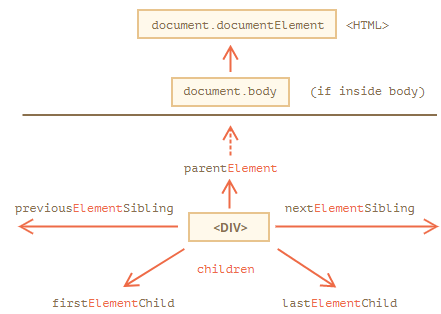 document.documentElement <HTML>
document.body (if inside body)
parentElement
previousElementSibling nextElementSibling
<DIV>
children
firstElementChild lastElementChild